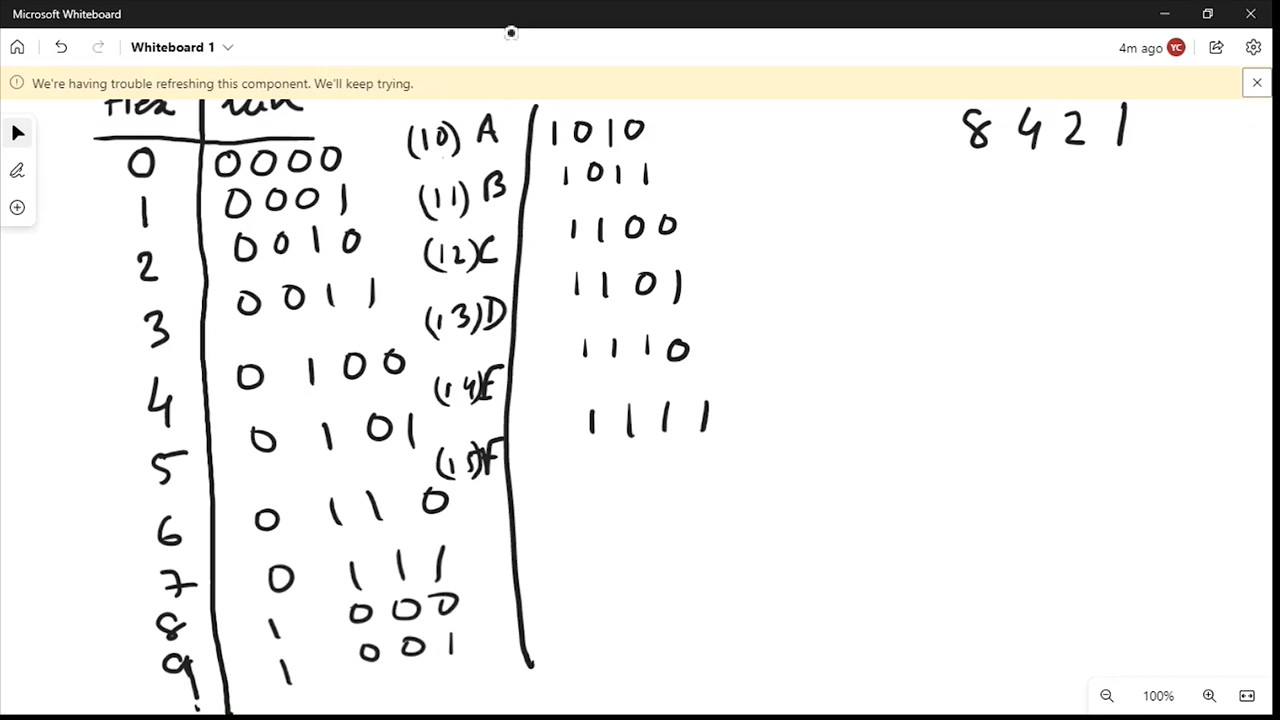 Microsoft Whiteboard
Whiteboard 1
4m ago YC
We're having trouble refreshing this component. We'll keep trying.
Hex
0 0000
1 0001
2 0010
3 0011
4 0100
5 0101
6 0110
7 0111
8 1000
9 1001
(10) A 1010
(11) B 1011
(12) C 1100
(13) D 1101
(14) E 1110
(15) F 1111
8 4 2 1
100%